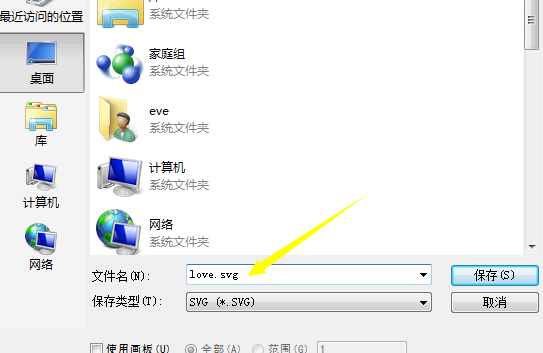 最近访问的位置
桌面
库
计算机
网络
系统文件夹
家庭组
系统文件夹
eve
系统文件夹
计算机
系统文件夹
网络
系统文件夹
文件名(N):
love.svg
保存(S)
保存类型(T):
SVG (*.SVG)
取消
使用画板(U)
全部(A)
范围(G)
1